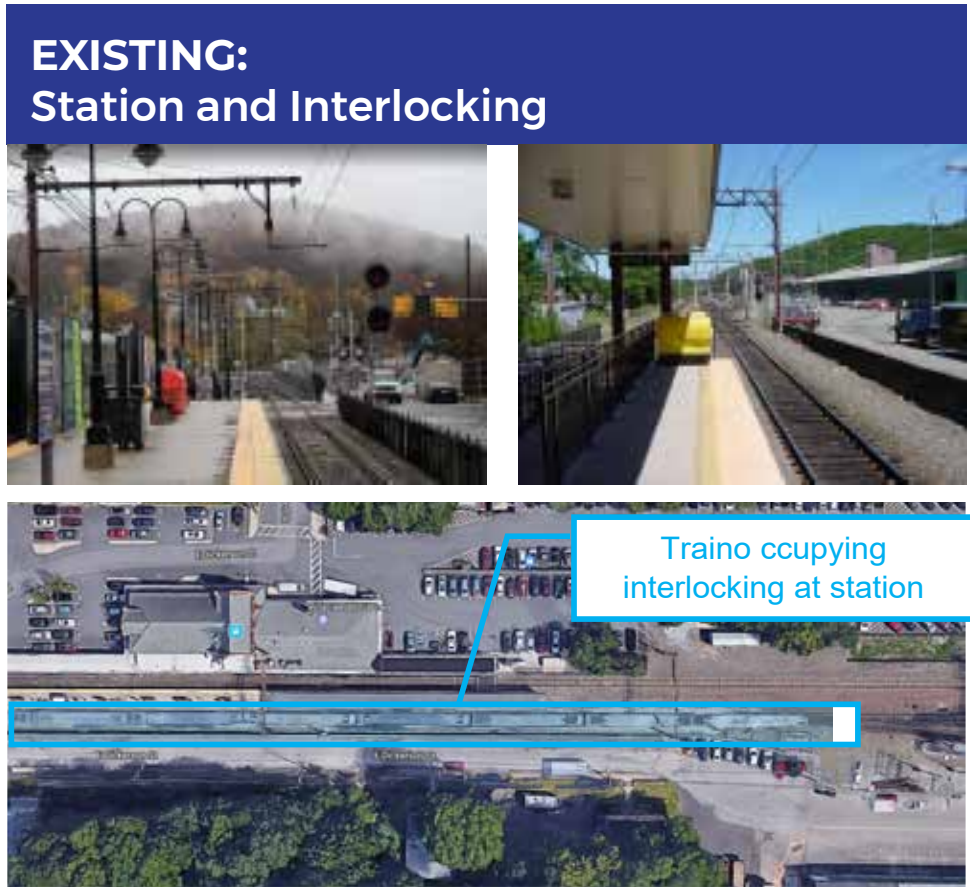 EXISTING:
Station and Interlocking
Traino ccupying
interlocking at station